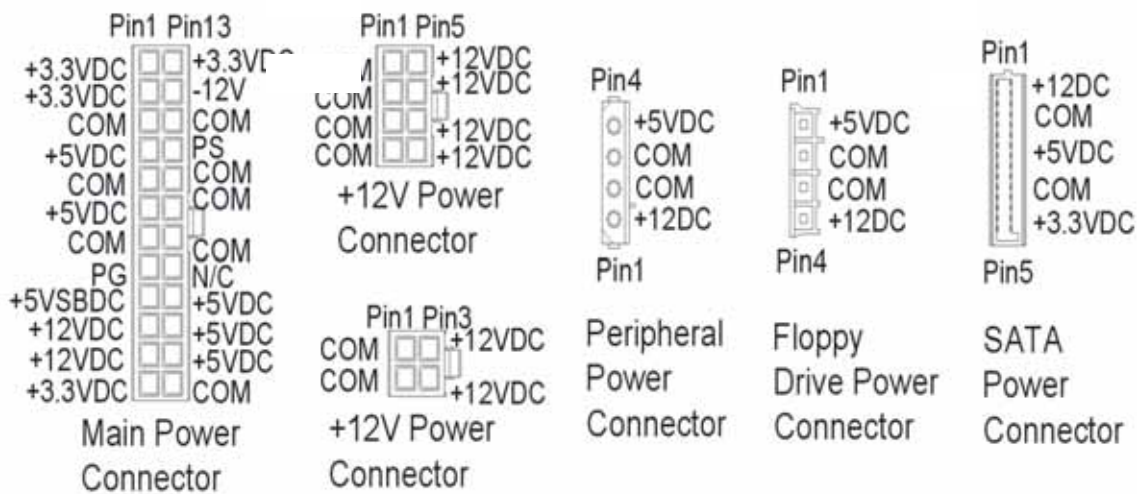 Pin1 Pin13
+3.3VDC
+3.3VDC
COM
+5VDC
COM
+5VDC
COM
PG
+5VSBDC
+12VDC
+12VDC
+3.3VDC
-12V
COM
PS
COM
COM
COM
N/C
+5VDC
+5VDC
+5VDC
COM
Main Power
Connector
Pin1 Pin5
COM
COM
COM
+12VDC
+12VDC
+12VDC
+12VDC
+12V Power
Connector
Pin1 Pin3
COM
COM
+12VDC
+12VDC
+12V Power
Connector
Pin4
+5VDC
COM
COM
+12DC
Pin1
Peripheral
Power
Connector
Pin1
+5VDC
COM
COM
+12DC
Pin4
Floppy
Drive Power
Connector
Pin1
+12DC
COM
+5VDC
COM
+3.3VDC
Pin5
SATA
Power
Connector